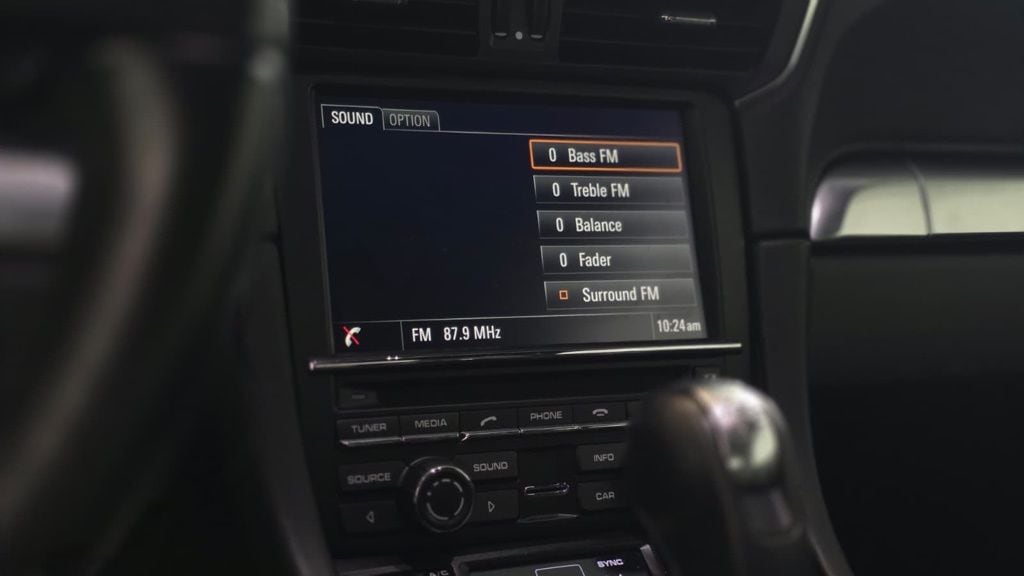 SOUND OPTION
0 Bass FM
0 Treble FM
0 Balance
0 Fader
Surround FM
FM 87.9 MHz 10:24am
TUNER MEDIA PHONE
SOURCE SOUND INFO
CAR
A/C SYNC